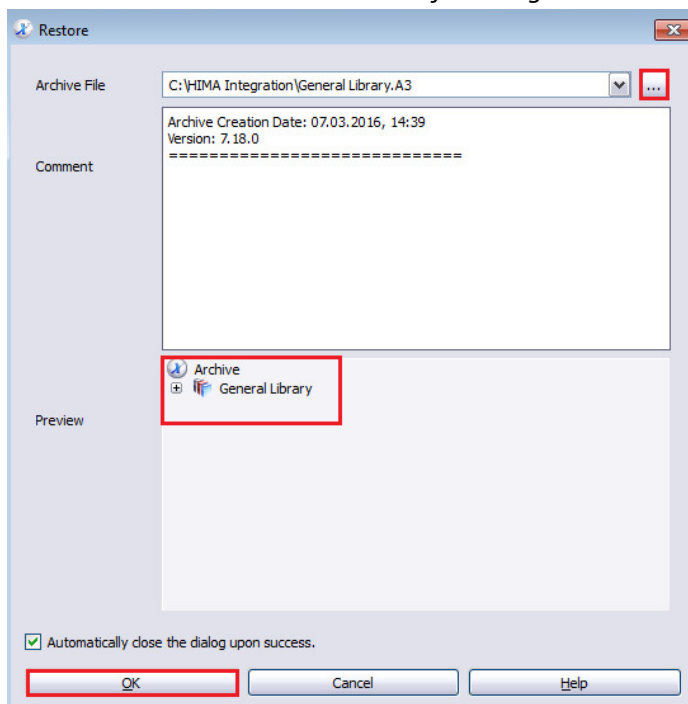 Restore
Archive File
C:\HIMA Integration\General Library.A3
...
Archive Creation Date: 07.03.2016, 14:39
Version: 7.18.0
==============================
Comment
Archive
General Library
Preview
Automatically close the dialog upon success.
OK
Cancel
Help